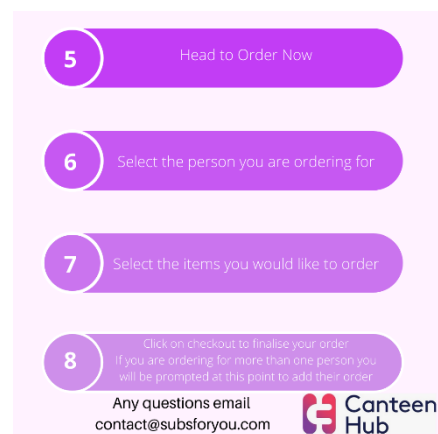 5
Head to Order Now
6
Select the person you are ordering for
7
Select the items you would like to order
8
Click on checkout to finalise your order
If you are ordering for more than one person you
will be prompted at this point to add their order
Any questions email
contact@subsforyou.com
Canteen
Hub